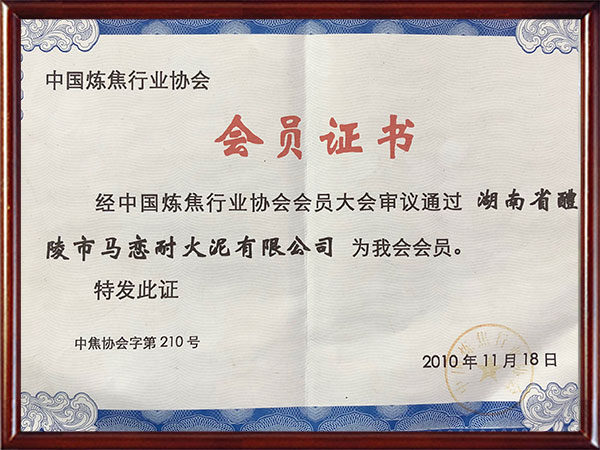 中国炼焦行业协会
会员证书
经中国炼焦行业协会会员大会审议通过 湖南省醴
陵市马恋耐火泥有限公司 为我会会员。
特发此证
中焦协会字第210号
2010年11月18日